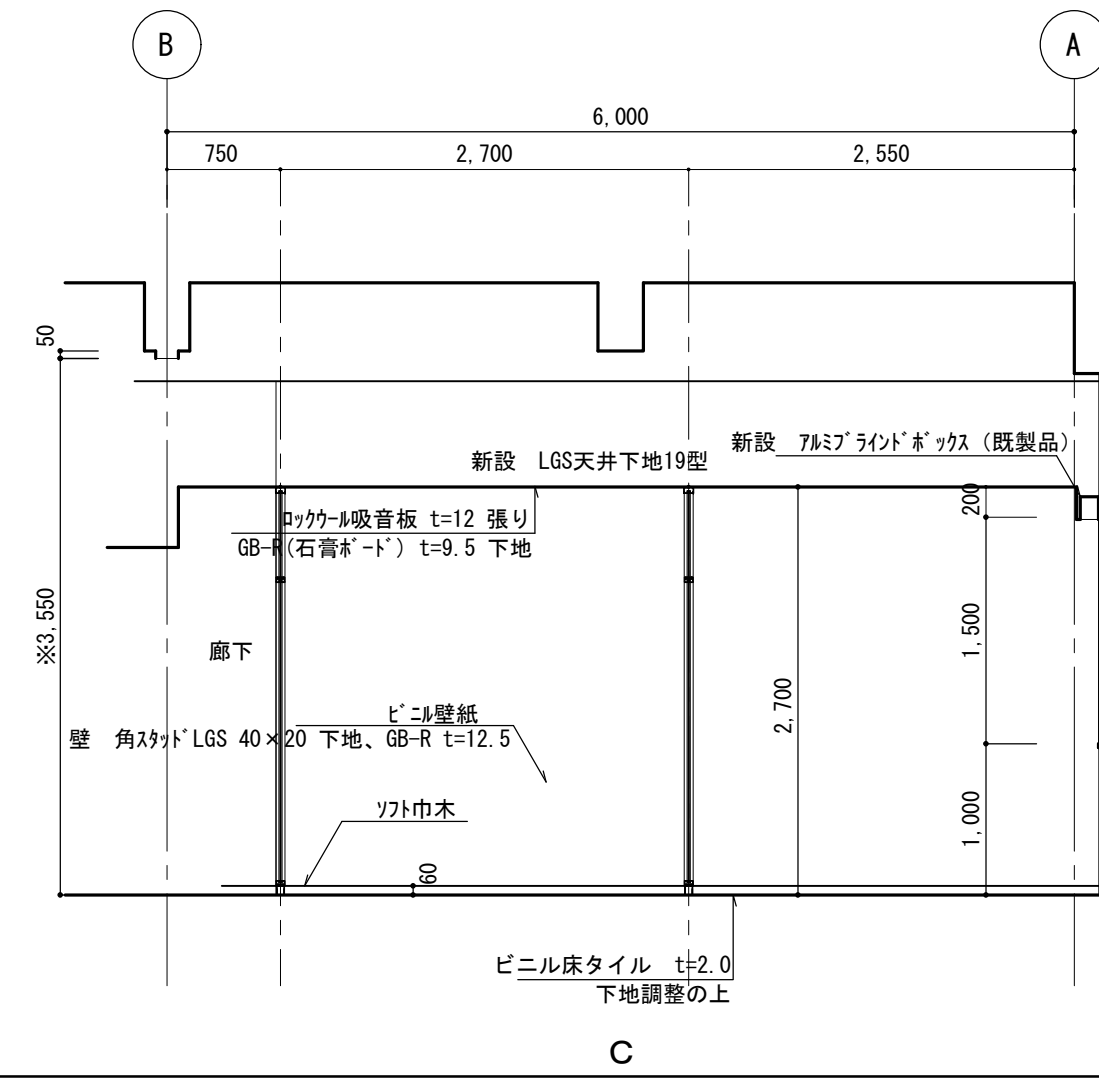 B
A
6,000
750
2,700
2,550
50
新設 アルミブラインドボックス (既製品)
新設 LGS天井下地19型
200
ロックウール吸音板 t=12 張り
GB-R(石膏ボード) t=9.5 下地
※3,550
1,500
廊下
2,700
ビニル壁紙
壁 角スタッドLGS 40×20 下地、GB-R t=12.5
ソフト巾木
1,000
60
ビニル床タイル t=2.0
下地調整の上
C